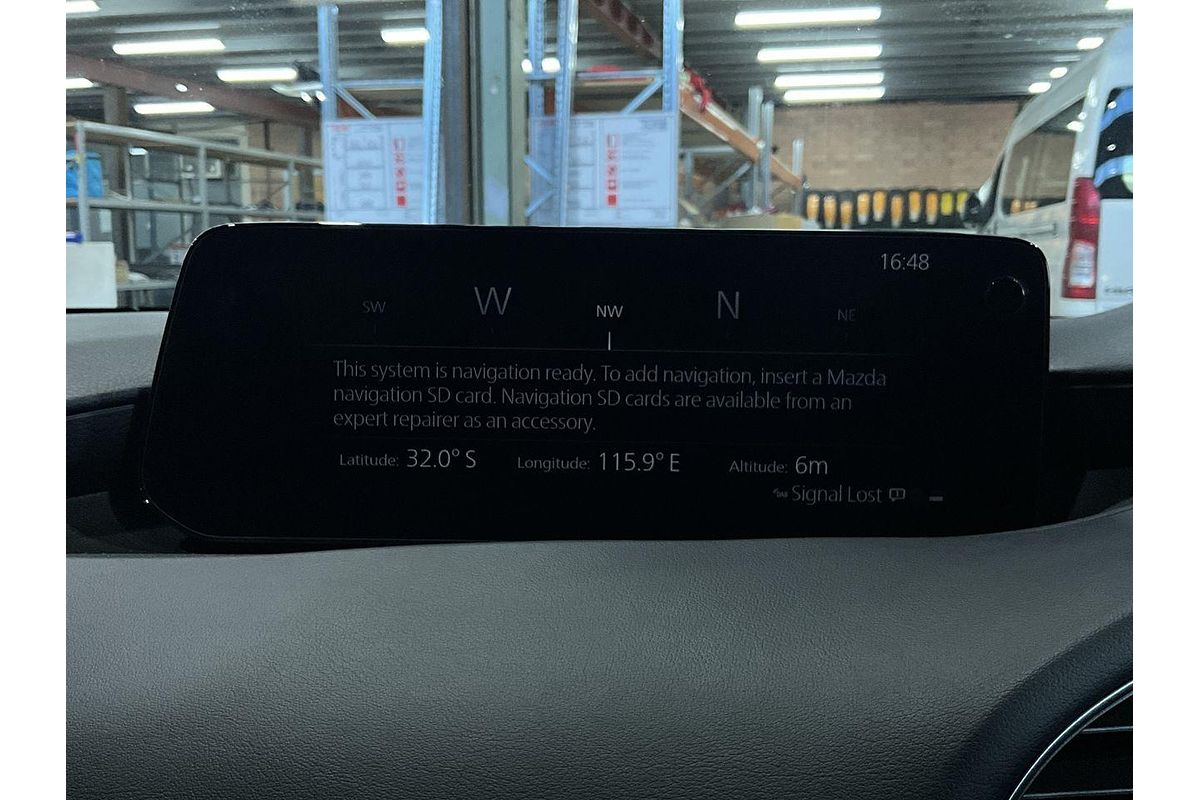 16:48
SW W NW N NE
This system is navigation ready. To add navigation, insert a Mazda
navigation SD card. Navigation SD cards are available from an
expert repairer as an accessory.
Latitude: 32.0° S Longitude: 115.9° E Altitude: 6m
Signal Lost